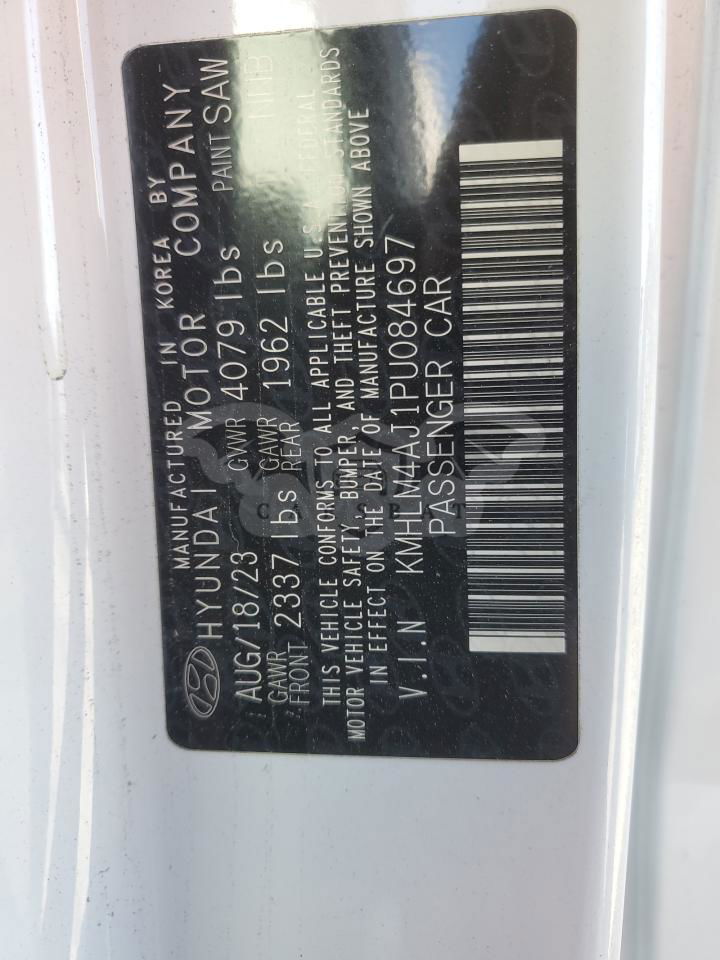 MANUFACTURED IN KOREA BY
HYUNDAI MOTOR COMPANY
AUG/18/23 GVWR 4079 lbs PAINT SAW
GAWR FRONT 2337 lbs GAWR REAR 1962 lbs NNB
THIS VEHICLE CONFORMS TO ALL APPLICABLE U.S.A FEDERAL
MOTOR VEHICLE SAFETY, BUMPER, AND THEFT PREVENTION STANDARDS
IN EFFECT ON THE DATE OF MANUFACTURE SHOWN ABOVE
V.I.N KMHLM4AJ1PU084697
PASSENGER CAR